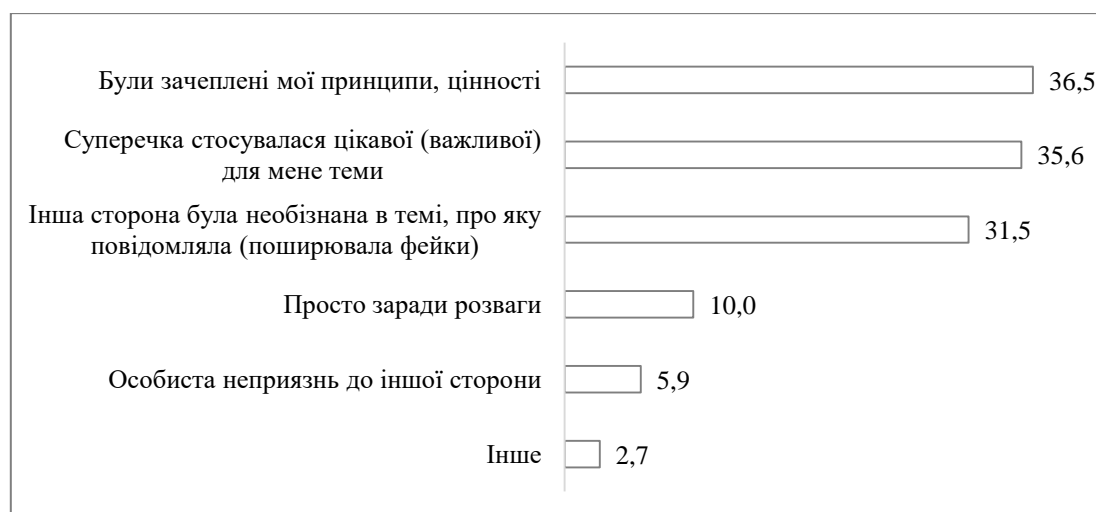 Були зачеплені мої принципи, цінності
36,5
Суперечка стосувалася цікавої (важливої)
для мене теми
35,6
Інша сторона була необізнана в темі, про яку
повідомляла (поширювала фейки)
31,5
Просто заради розваги
10,0
Особиста неприязнь до іншої сторони
5,9
Інше
2,7